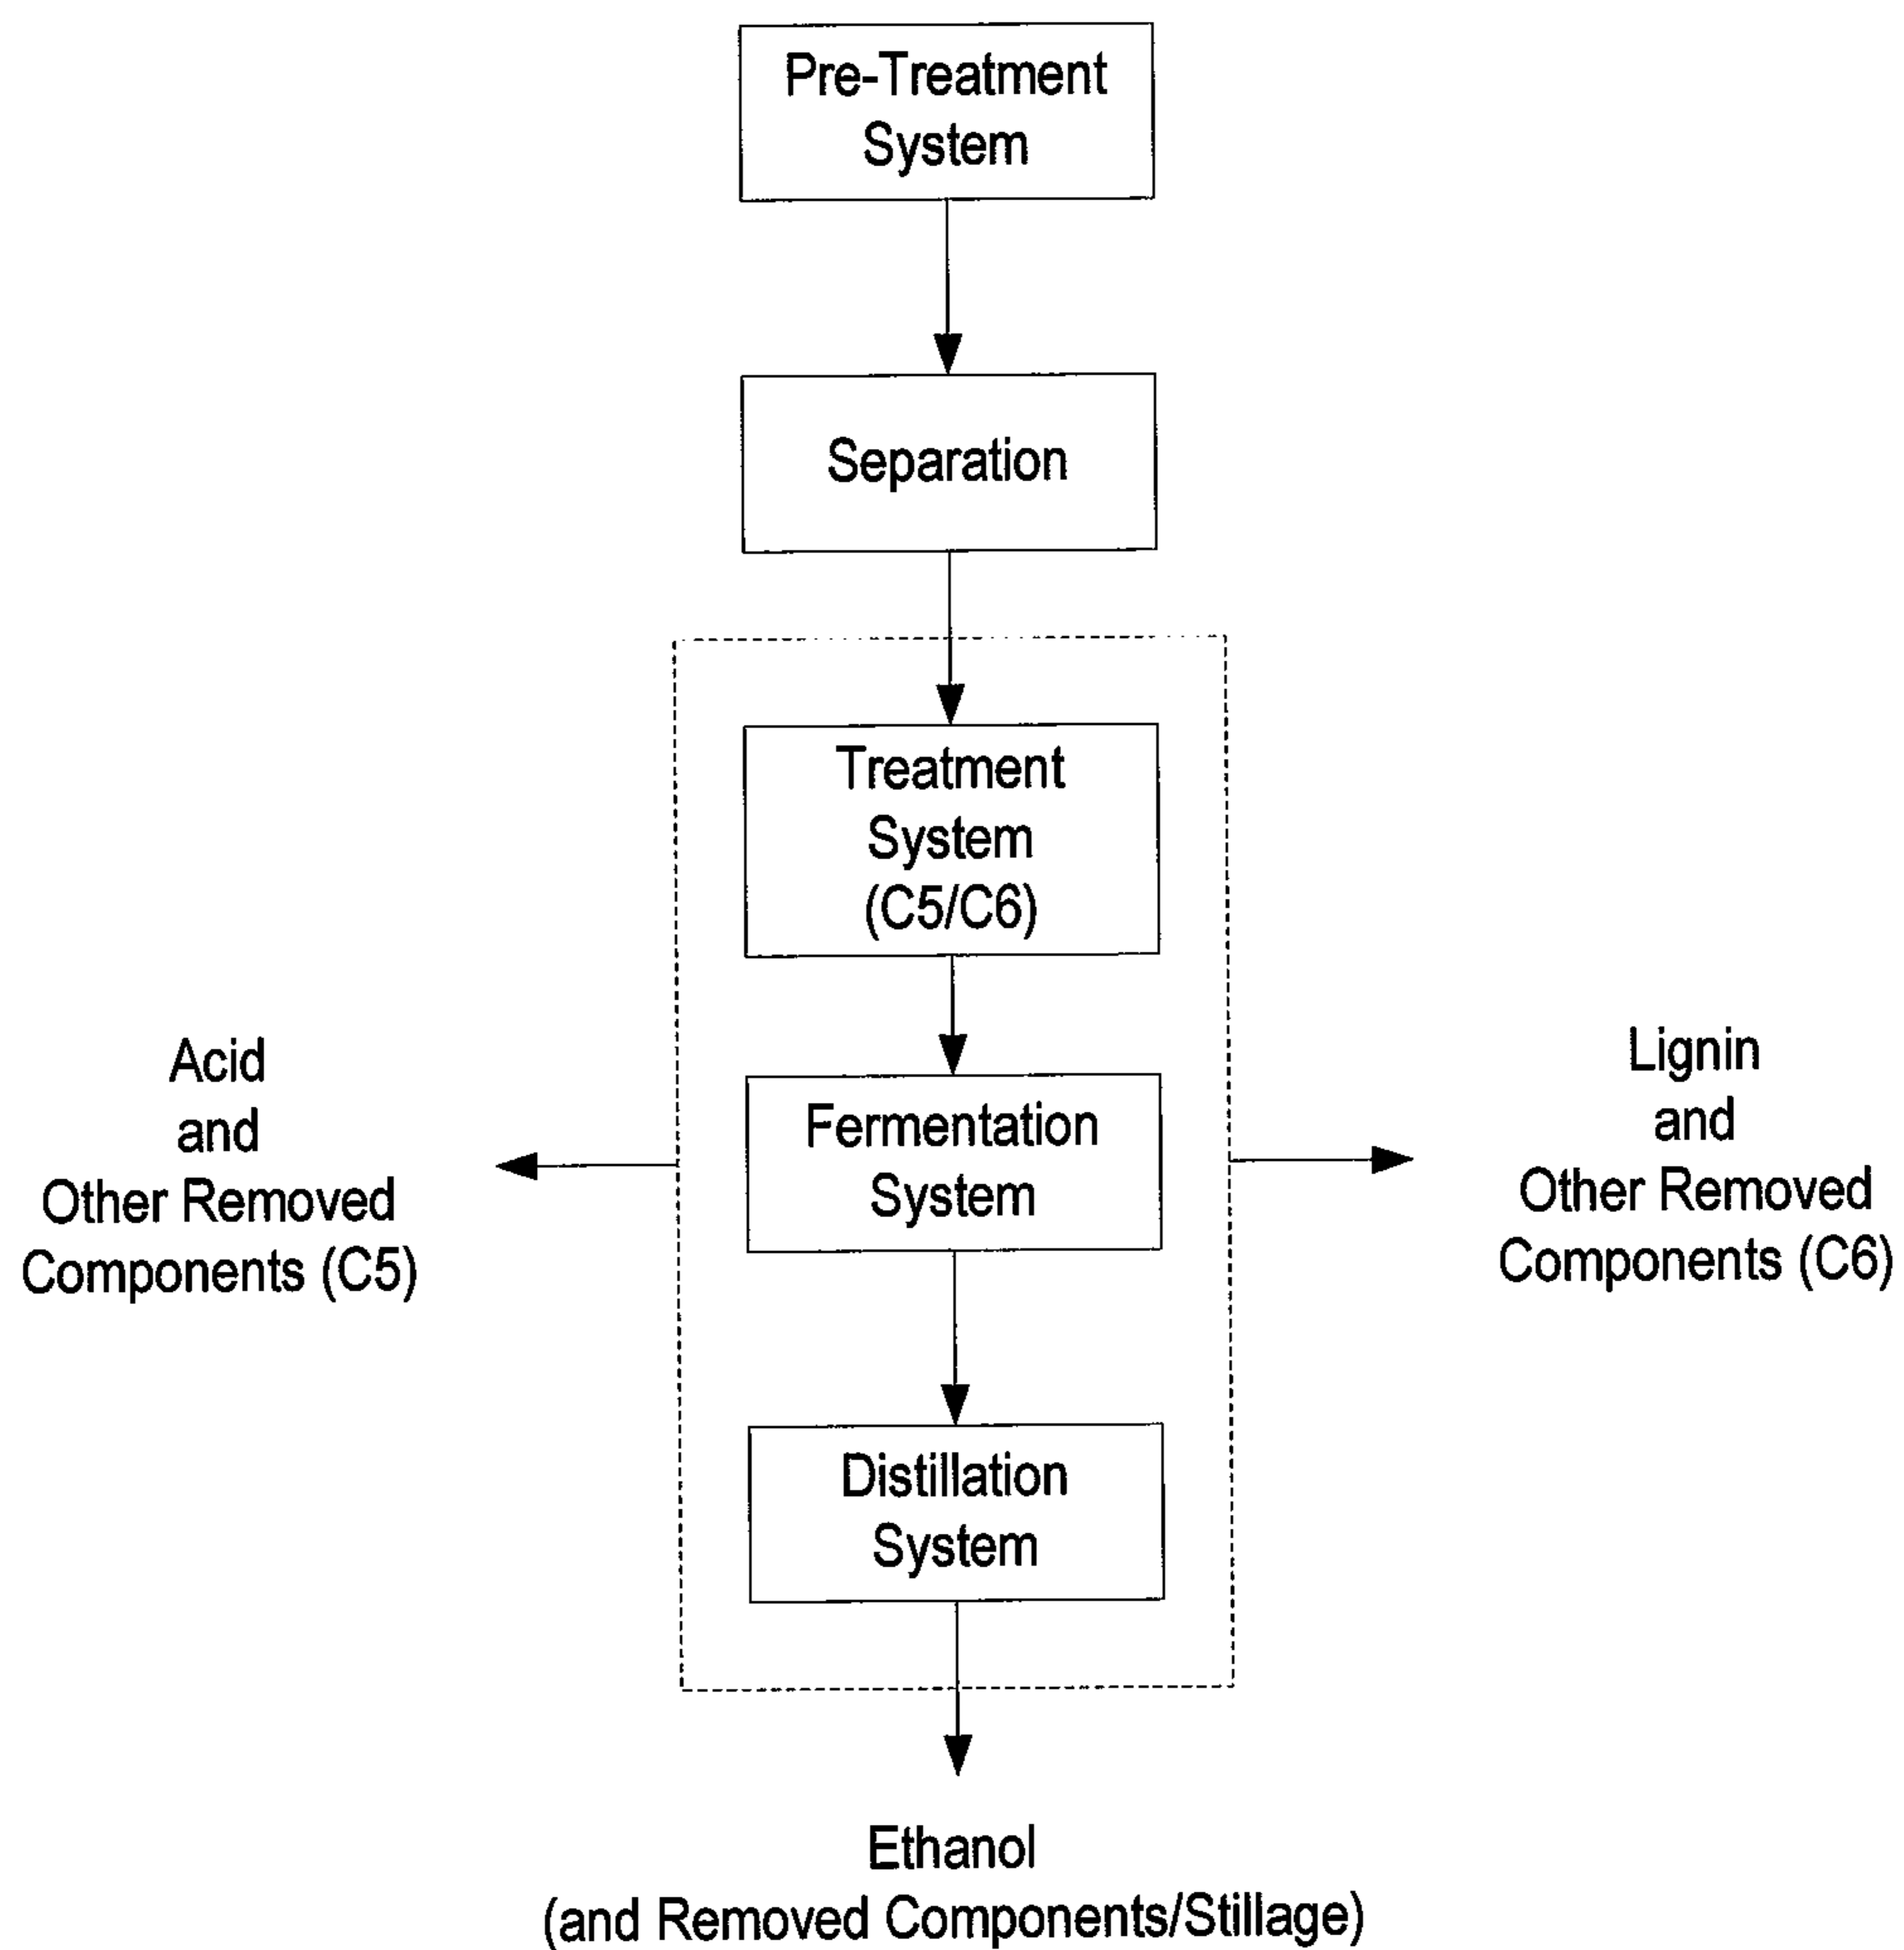 Pre-Treatment
System
Separation
Treatment
System
(C5/C6)
Acid
and
Other Removed
Components (C5)
Fermentation
System
Lignin
and
Other Removed
Components (C6)
Distillation
System
Ethanol
(and Removed Components/Stillage)